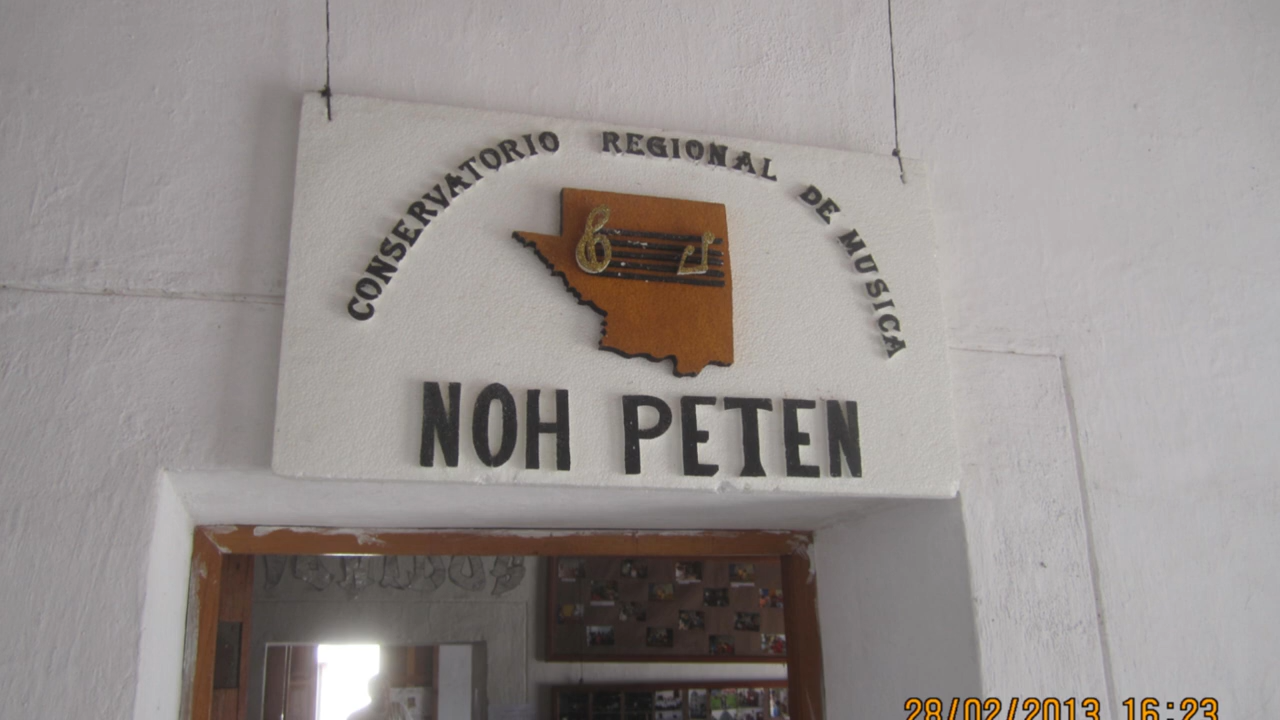 CONSERVATORIO REGIONAL DE MUSICA
NOH PETEN
28/02/2013 16:23